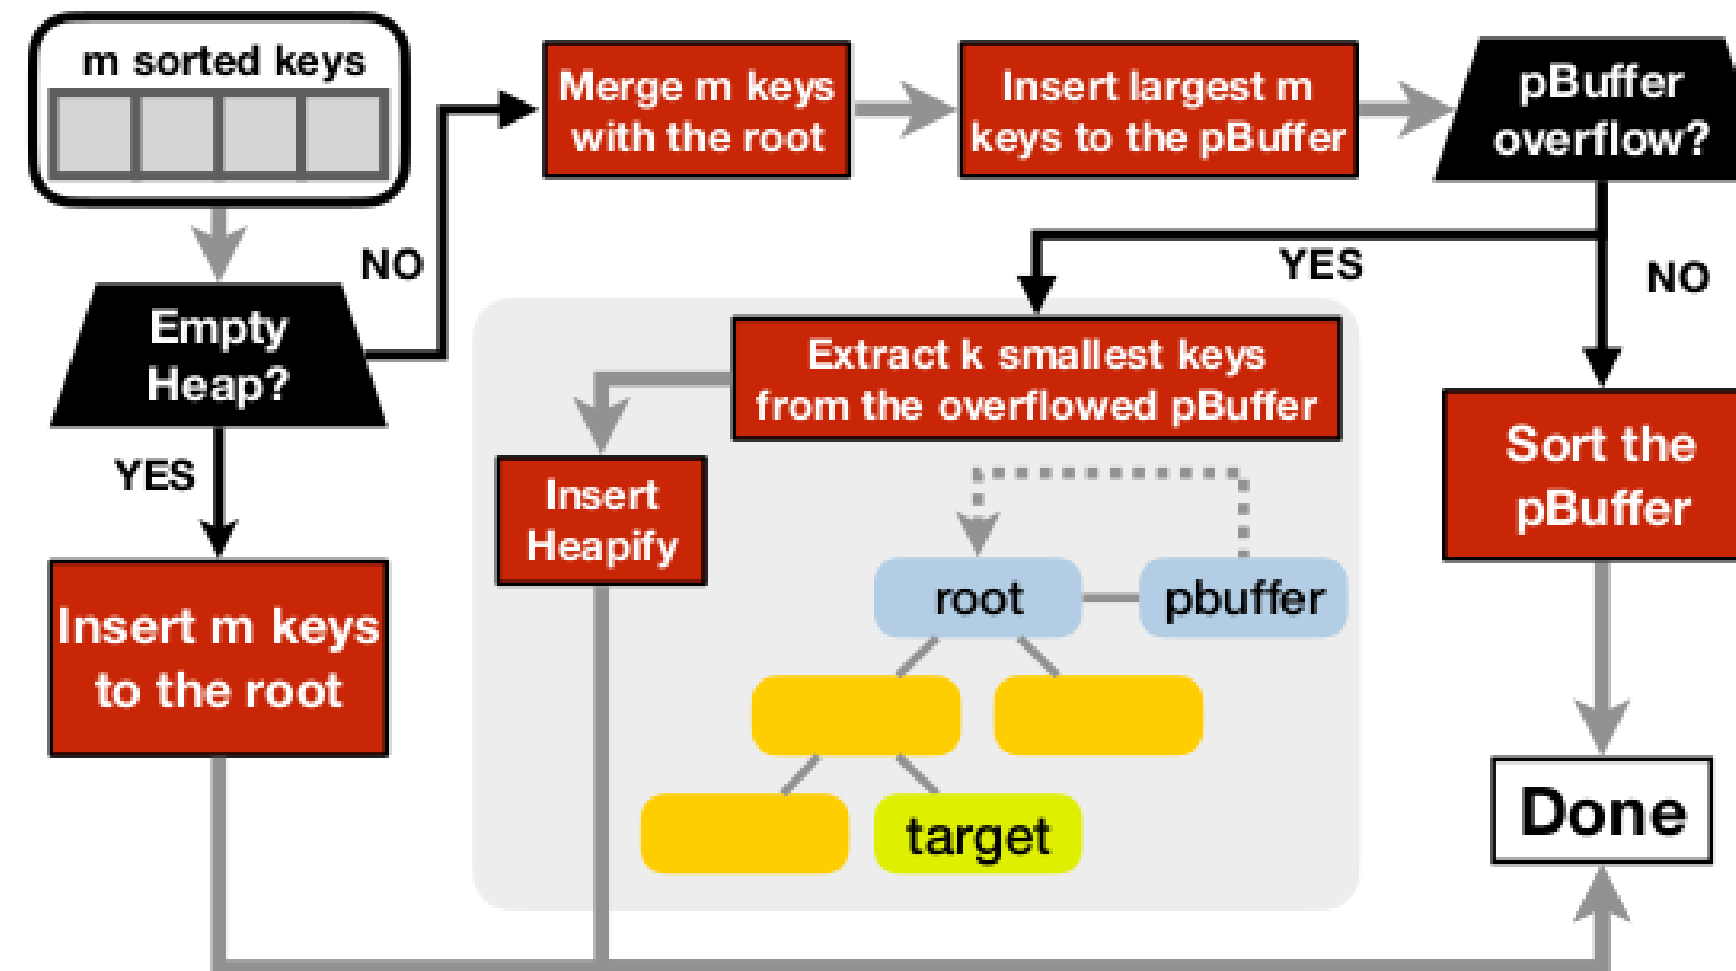 m sorted keys
Merge m keys
with the root
Insert largest m
keys to the pBuffer
pBuffer
overflow?
NO
YES
NO
Empty
Heap?
Extract k smallest keys
from the overflowed pBuffer
YES
Insert
Heapify
Sort the
pBuffer
root
pbuffer
Insert m keys
to the root
target
Done